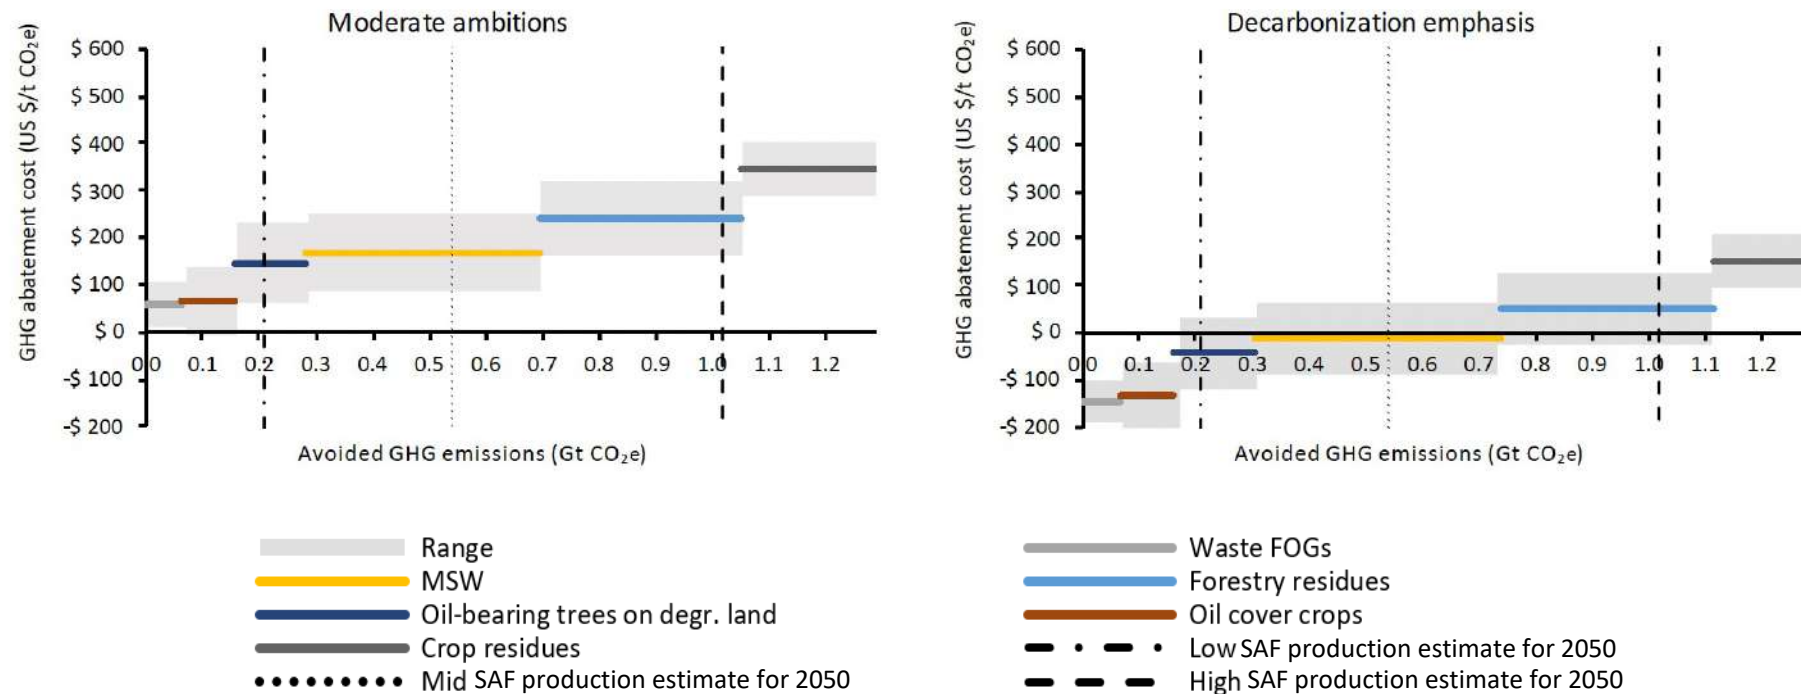 Moderate ambitions
GHG abatement cost (US $/t CO₂e)
$ 600
$ 500
$ 400
$ 300
$ 200
$ 100
$ 0
-$ 100
-$ 200
0.0 0.1 0.2 0.3 0.4 0.5 0.6 0.7 0.8 0.9 1.0 1.1 1.2
Avoided GHG emissions (Gt CO₂e)
Decarbonization emphasis
GHG abatement cost (US $/t CO₂e)
$ 600
$ 500
$ 400
$ 300
$ 200
$ 100
$ 0
-$ 100
-$ 200
0.0 0.1 0.2 0.3 0.4 0.5 0.6 0.7 0.8 0.9 1.0 1.1 1.2
Avoided GHG emissions (Gt CO₂e)
Range
MSW
Oil-bearing trees on degr. land
Crop residues
Mid SAF production estimate for 2050
Waste FOGs
Forestry residues
Oil cover crops
Low SAF production estimate for 2050
High SAF production estimate for 2050